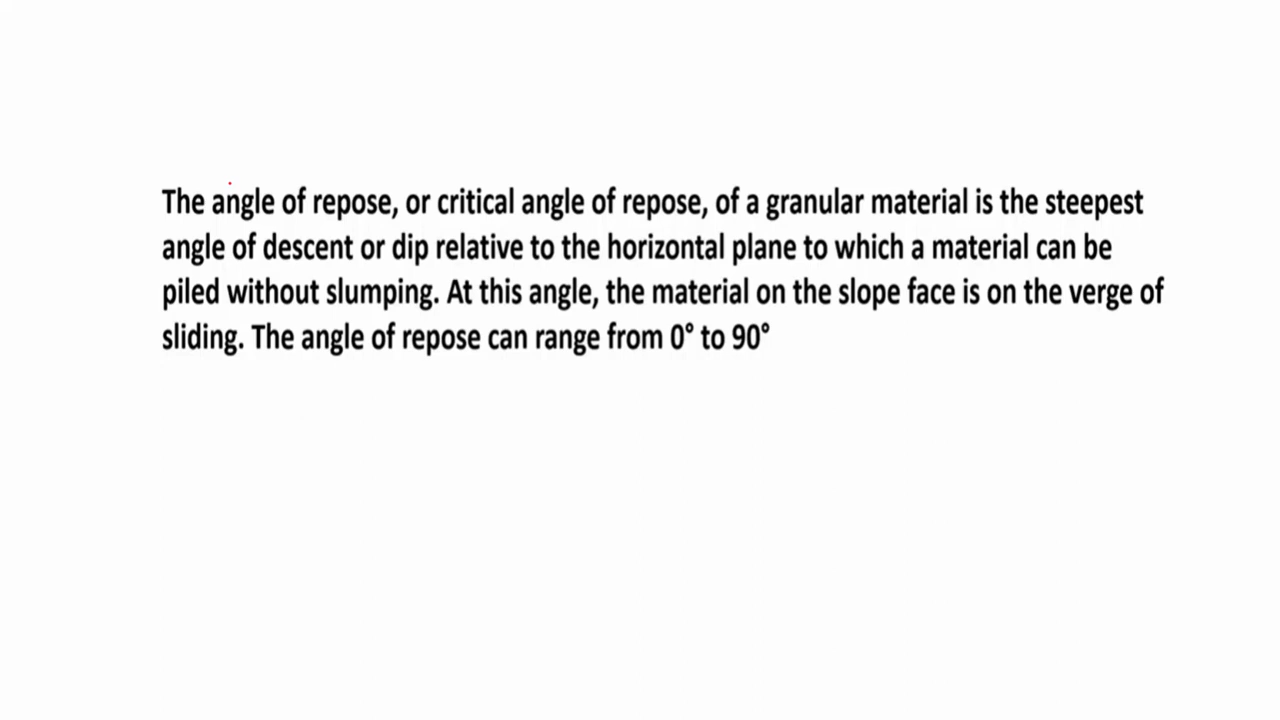 The angle of repose, or critical angle of repose, of a granular material is the steepest
angle of descent or dip relative to the horizontal plane to which a material can be
piled without slumping. At this angle, the material on the slope face is on the verge of
sliding. The angle of repose can range from 0° to 90°